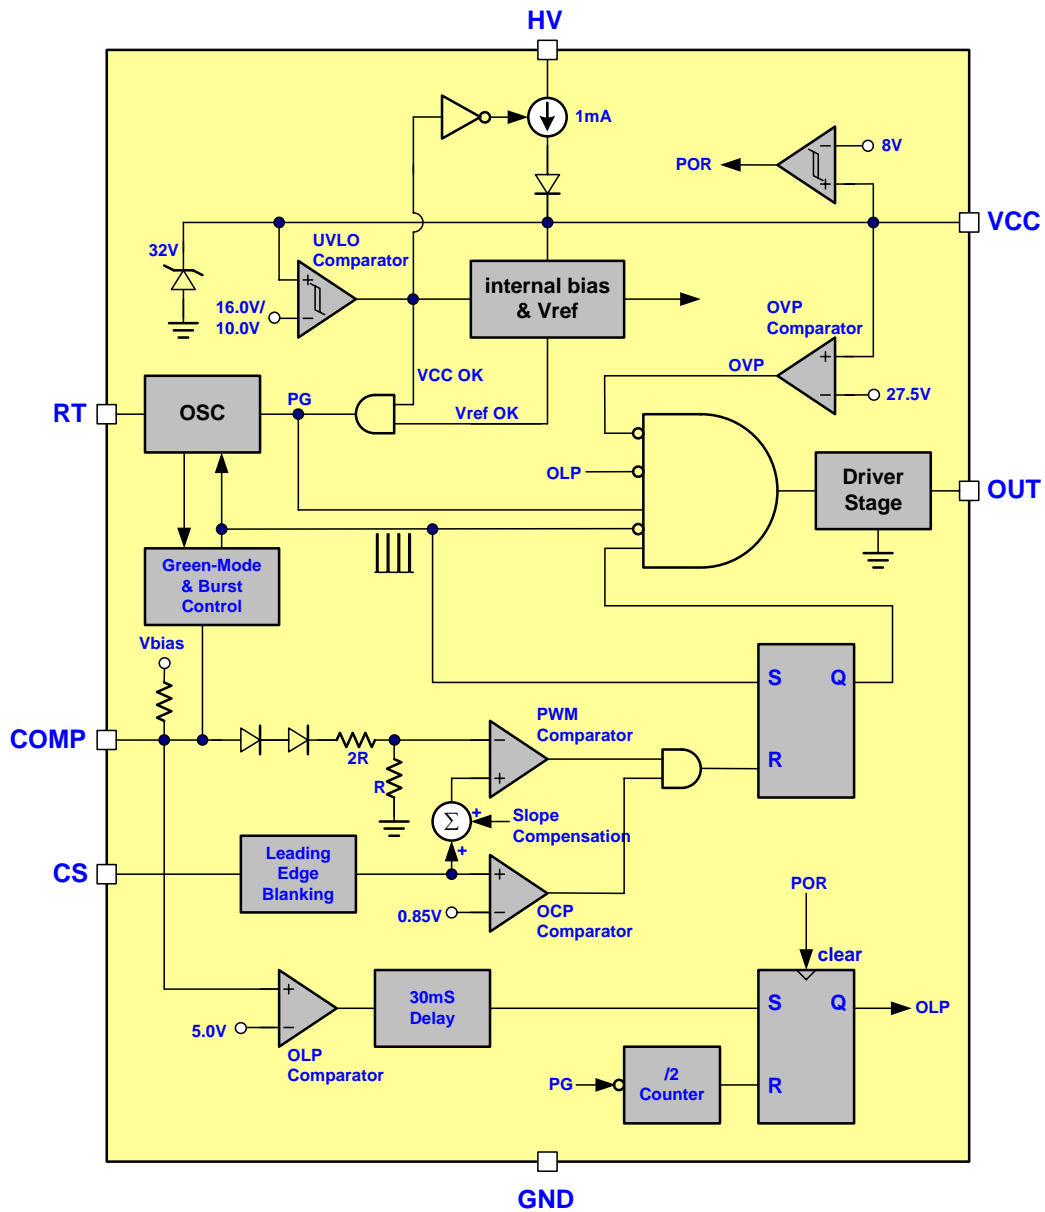 HV
1mA
8V
POR
VCC
32V
UVLO
Comparator
16.0V/
10.0V
internal bias
& Vref
OVP
Comparator
OVP
27.5V
VCC OK
Vref OK
PG
RT
OSC
OLP
Driver
Stage
OUT
Green-Mode
& Burst
Control
Vbias
COMP
2R
R
PWM
Comparator
S
Q
R
Σ
Slope
Compensation
+
+
CS
Leading
Edge
Blanking
0.85V
OCP
Comparator
POR
clear
5.0V
OLP
Comparator
30mS
Delay
S
Q
OLP
PG
/2
Counter
R
GND